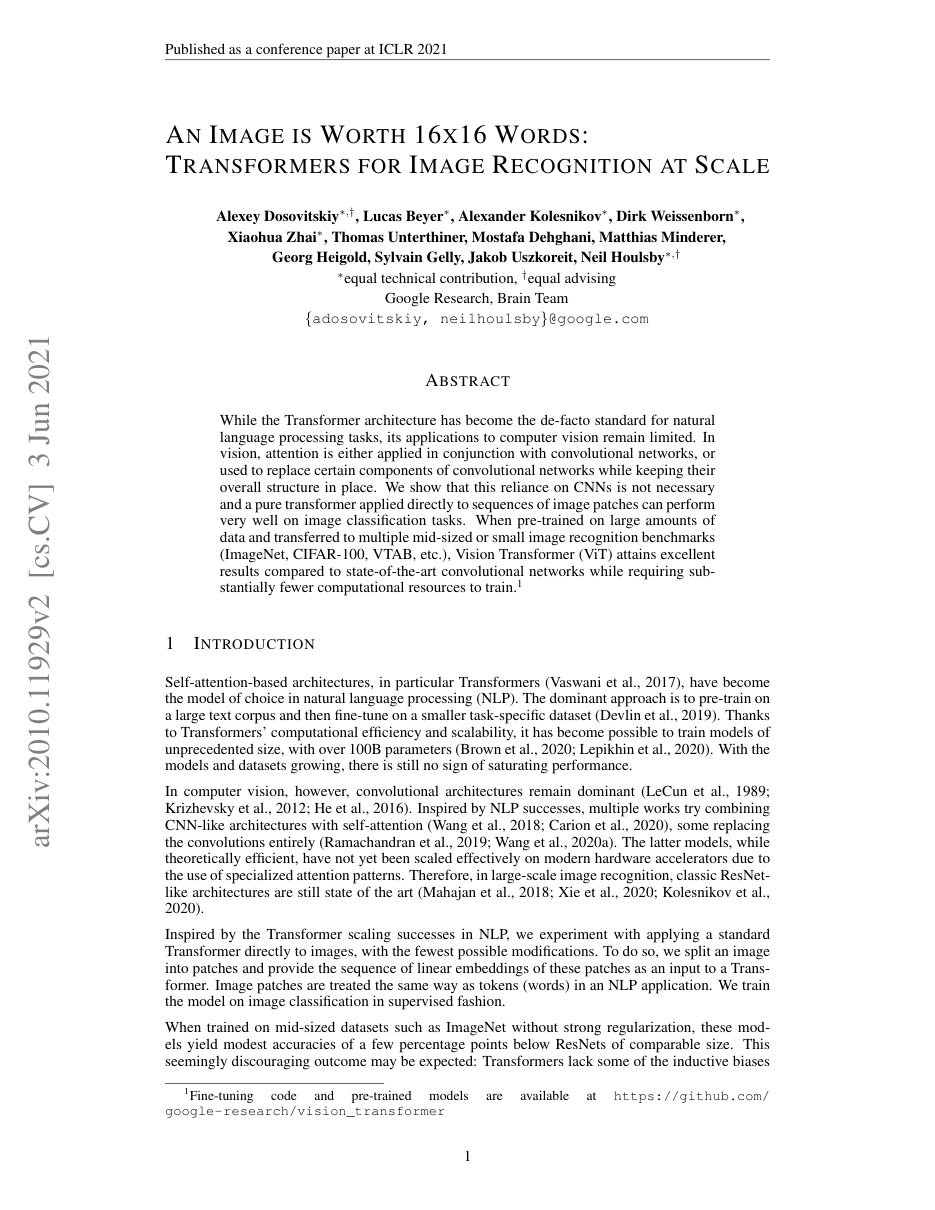 Published as a conference paper at ICLR 2021
AN IMAGE IS WORTH 16X16 WORDS:
TRANSFORMERS FOR IMAGE RECOGNITION AT SCALE
Alexey Dosovitskiy∗,†, Lucas Beyer∗, Alexander Kolesnikov∗, Dirk Weissenborn∗,
Xiaohua Zhai∗, Thomas Unterthiner, Mostafa Dehghani, Matthias Minderer,
Georg Heigold, Sylvain Gelly, Jakob Uszkoreit, Neil Houlsby∗,†
∗equal technical contribution, †equal advising
Google Research, Brain Team
{adosovitskiy, neilhoulsby}@google.com
ABSTRACT
While the Transformer architecture has become the de-facto standard for natural
language processing tasks, its applications to computer vision remain limited. In
vision, attention is either applied in conjunction with convolutional networks, or
used to replace certain components of convolutional networks while keeping their
overall structure in place. We show that this reliance on CNNs is not necessary
and a pure transformer applied directly to sequences of image patches can perform
very well on image classification tasks. When pre-trained on large amounts of
data and transferred to multiple mid-sized or small image recognition benchmarks
(ImageNet, CIFAR-100, VTAB, etc.), Vision Transformer (ViT) attains excellent
results compared to state-of-the-art convolutional networks while requiring sub-
stantially fewer computational resources to train.1
1 INTRODUCTION
Self-attention-based architectures, in particular Transformers (Vaswani et al., 2017), have become
the model of choice in natural language processing (NLP). The dominant approach is to pre-train on
a large text corpus and then fine-tune on a smaller task-specific dataset (Devlin et al., 2019). Thanks
to Transformers' computational efficiency and scalability, it has become possible to train models of
unprecedented size, with over 100B parameters (Brown et al., 2020; Lepikhin et al., 2020). With the
models and datasets growing, there is still no sign of saturating performance.
In computer vision, however, convolutional architectures remain dominant (LeCun et al., 1989;
Krizhevsky et al., 2012; He et al., 2016). Inspired by NLP successes, multiple works try combining
CNN-like architectures with self-attention (Wang et al., 2018; Carion et al., 2020), some replacing
the convolutions entirely (Ramachandran et al., 2019; Wang et al., 2020a). The latter models, while
theoretically efficient, have not yet been scaled effectively on modern hardware accelerators due to
the use of specialized attention patterns. Therefore, in large-scale image recognition, classic ResNet-
like architectures are still state of the art (Mahajan et al., 2018; Xie et al., 2020; Kolesnikov et al.,
2020).
Inspired by the Transformer scaling successes in NLP, we experiment with applying a standard
Transformer directly to images, with the fewest possible modifications. To do so, we split an image
into patches and provide the sequence of linear embeddings of these patches as an input to a Trans-
former. Image patches are treated the same way as tokens (words) in an NLP application. We train
the model on image classification in supervised fashion.
When trained on mid-sized datasets such as ImageNet without strong regularization, these mod-
els yield modest accuracies of a few percentage points below ResNets of comparable size. This
seemingly discouraging outcome may be expected: Transformers lack some of the inductive biases
1Fine-tuning code and pre-trained models are available at https://github.com/
google-research/vision_transformer
1
arXiv:2010.11929v2 [cs.CV] 3 Jun 2021